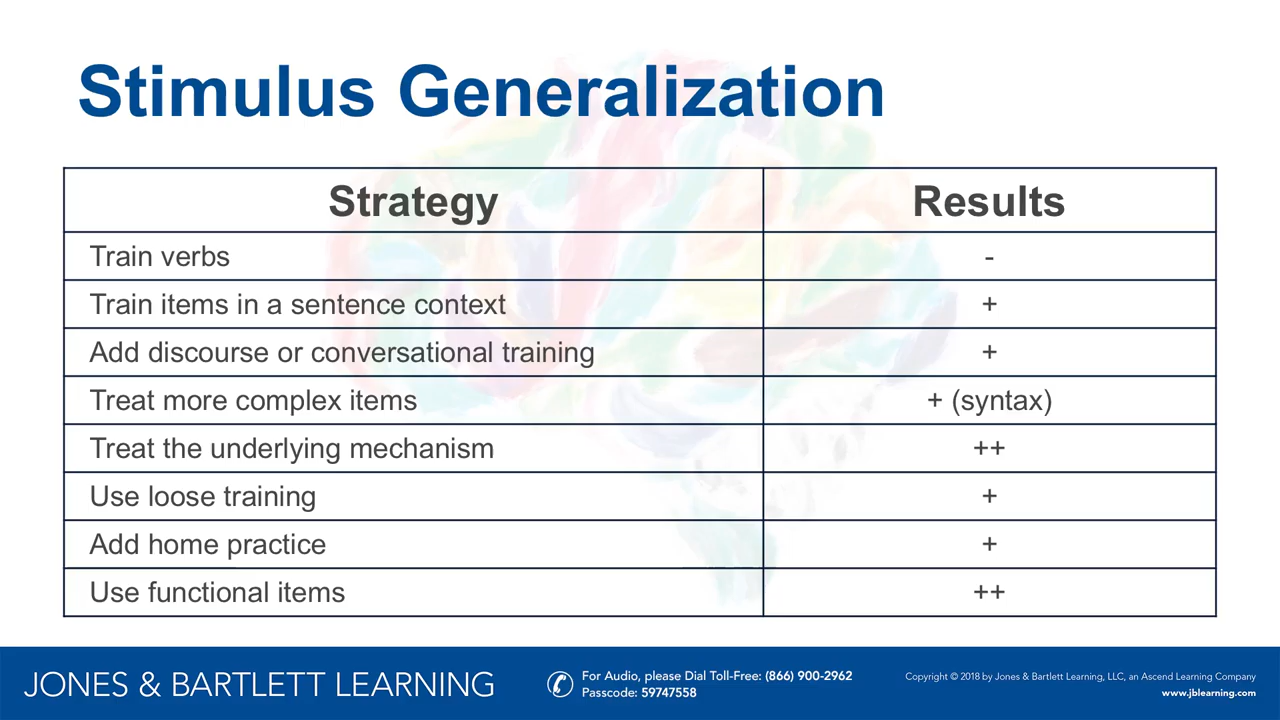 Stimulus Generalization
Strategy Results
Train verbs -
Train items in a sentence context +
Add discourse or conversational training +
Treat more complex items + (syntax)
Treat the underlying mechanism ++
Use loose training +
Add home practice +
Use functional items ++
JONES & BARTLETT LEARNING
For Audio, please Dial Toll-Free: (866) 900-2962
Passcode: 59747558
Copyright © 2018 by Jones & Bartlett Learning, LLC, an Ascend Learning Company
www.jblearning.com